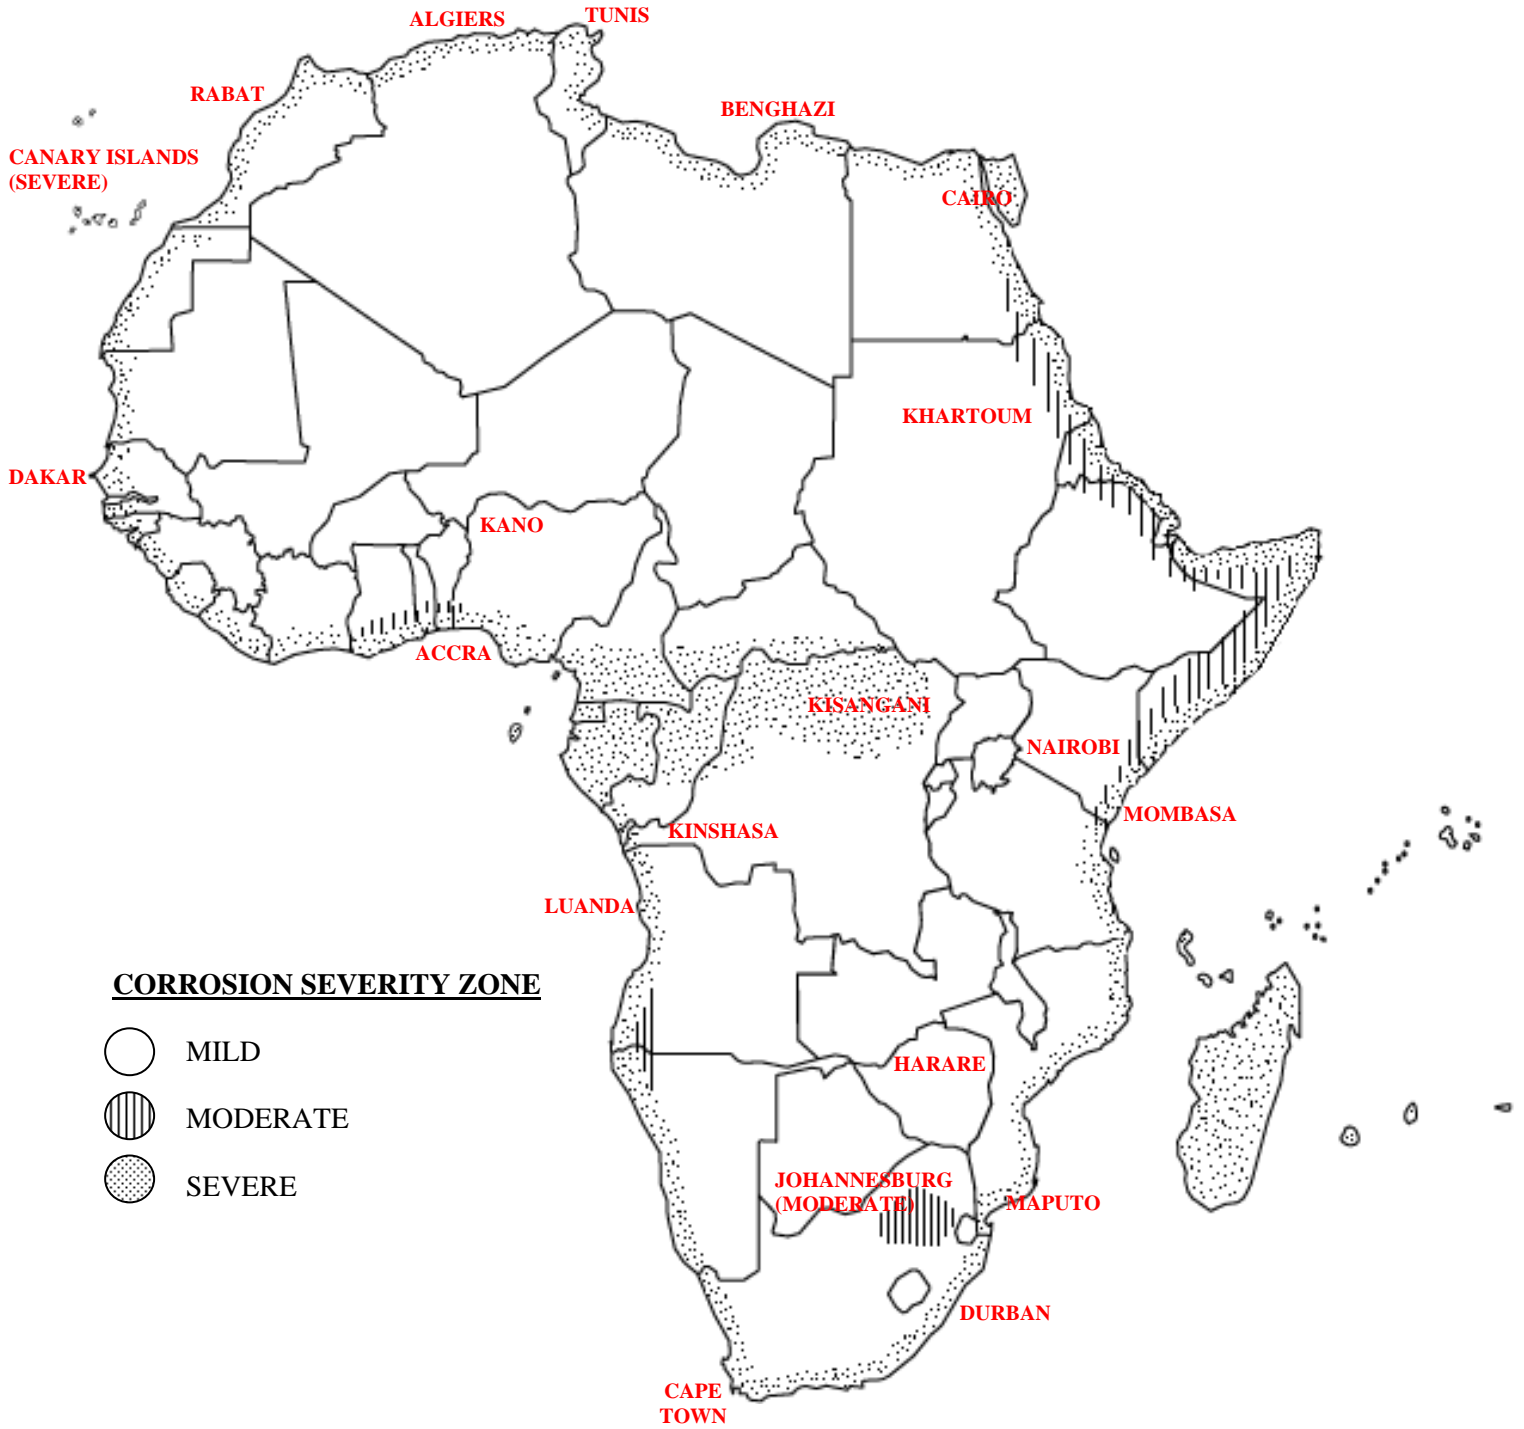 ALGIERS
TUNIS
RABAT
BENGHAZI
CANARY ISLANDS
(SEVERE)
CAIRO
KHARTOUM
DAKAR
KANO
ACCRA
KISANGANI
NAIROBI
MOMBASA
KINSHASA
LUANDA
CORROSION SEVERITY ZONE
MILD
MODERATE
SEVERE
HARARE
JOHANNESBURG
(MODERATE)
MAPUTO
DURBAN
CAPE
TOWN